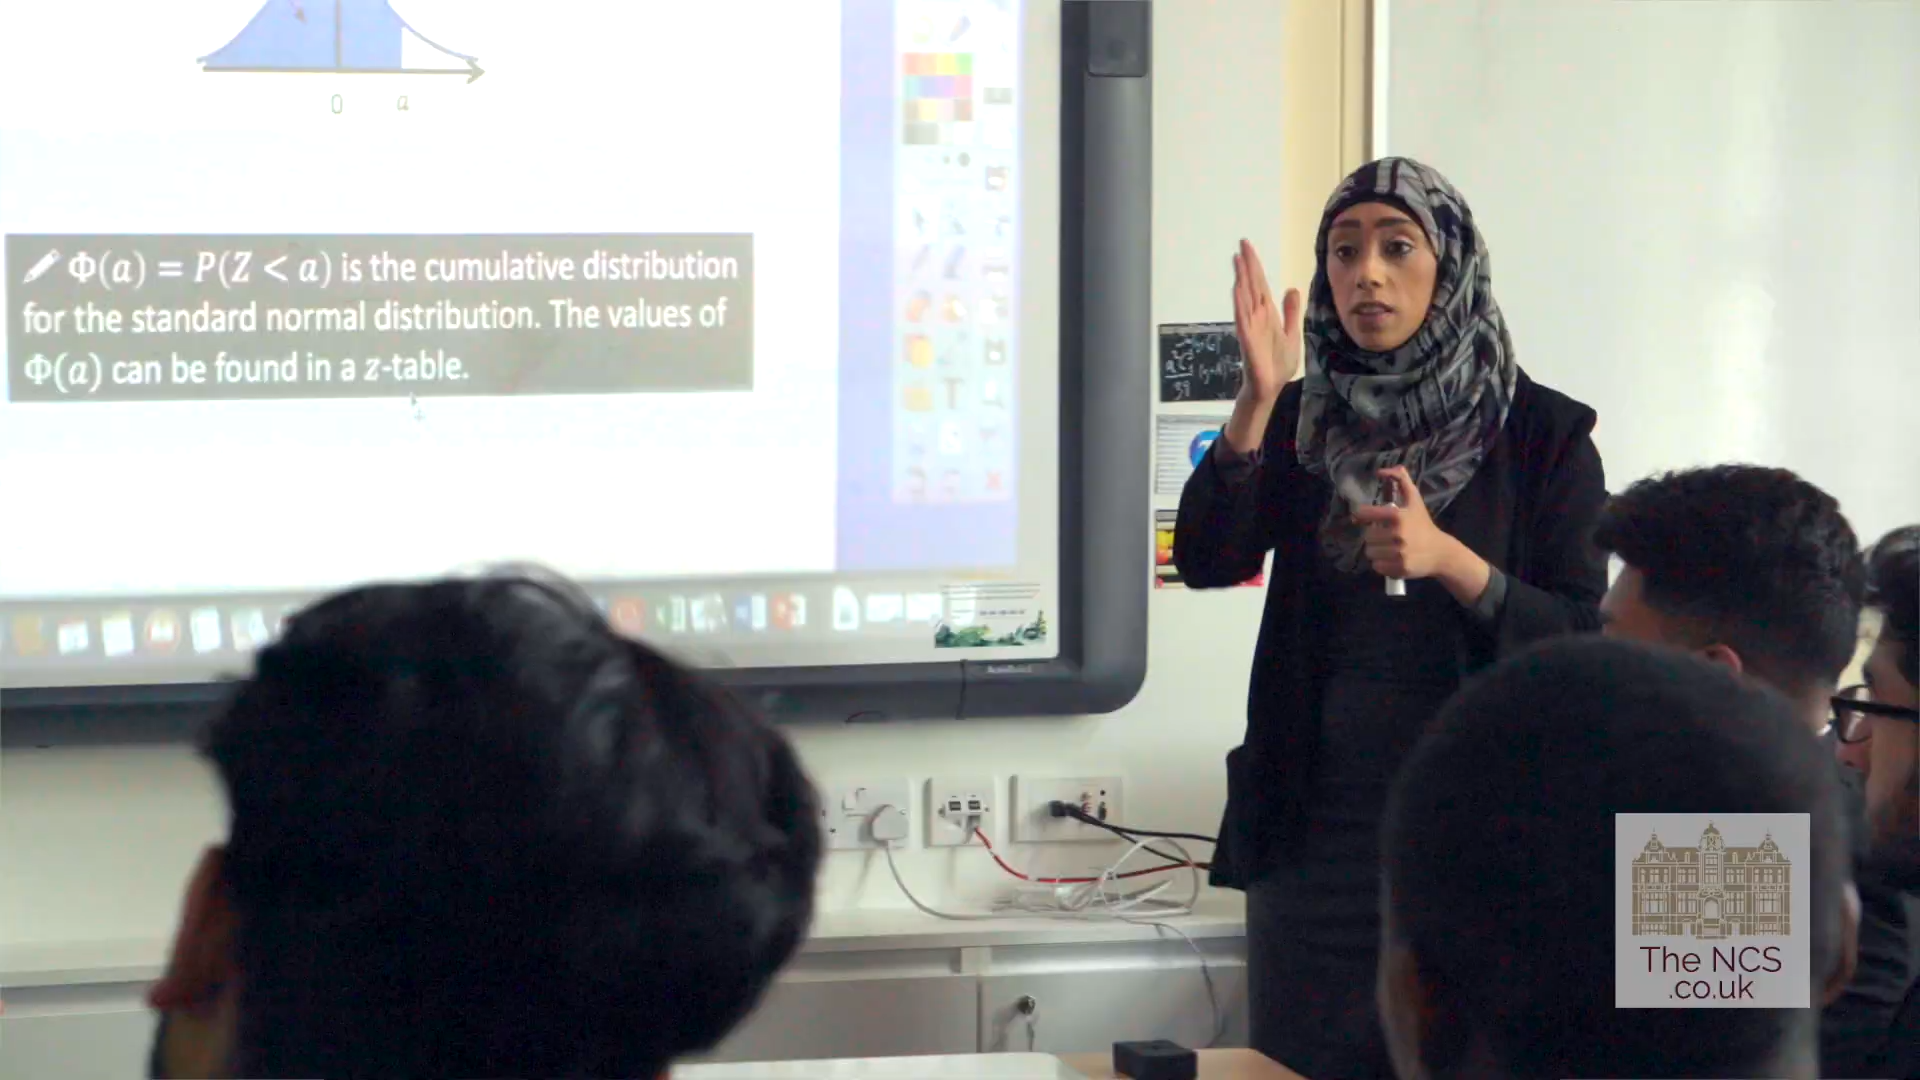 0 a
Φ(a) = P(Z < a) is the cumulative distribution
for the standard normal distribution. The values of
Φ(a) can be found in a z-table.
The NCS
.co.uk